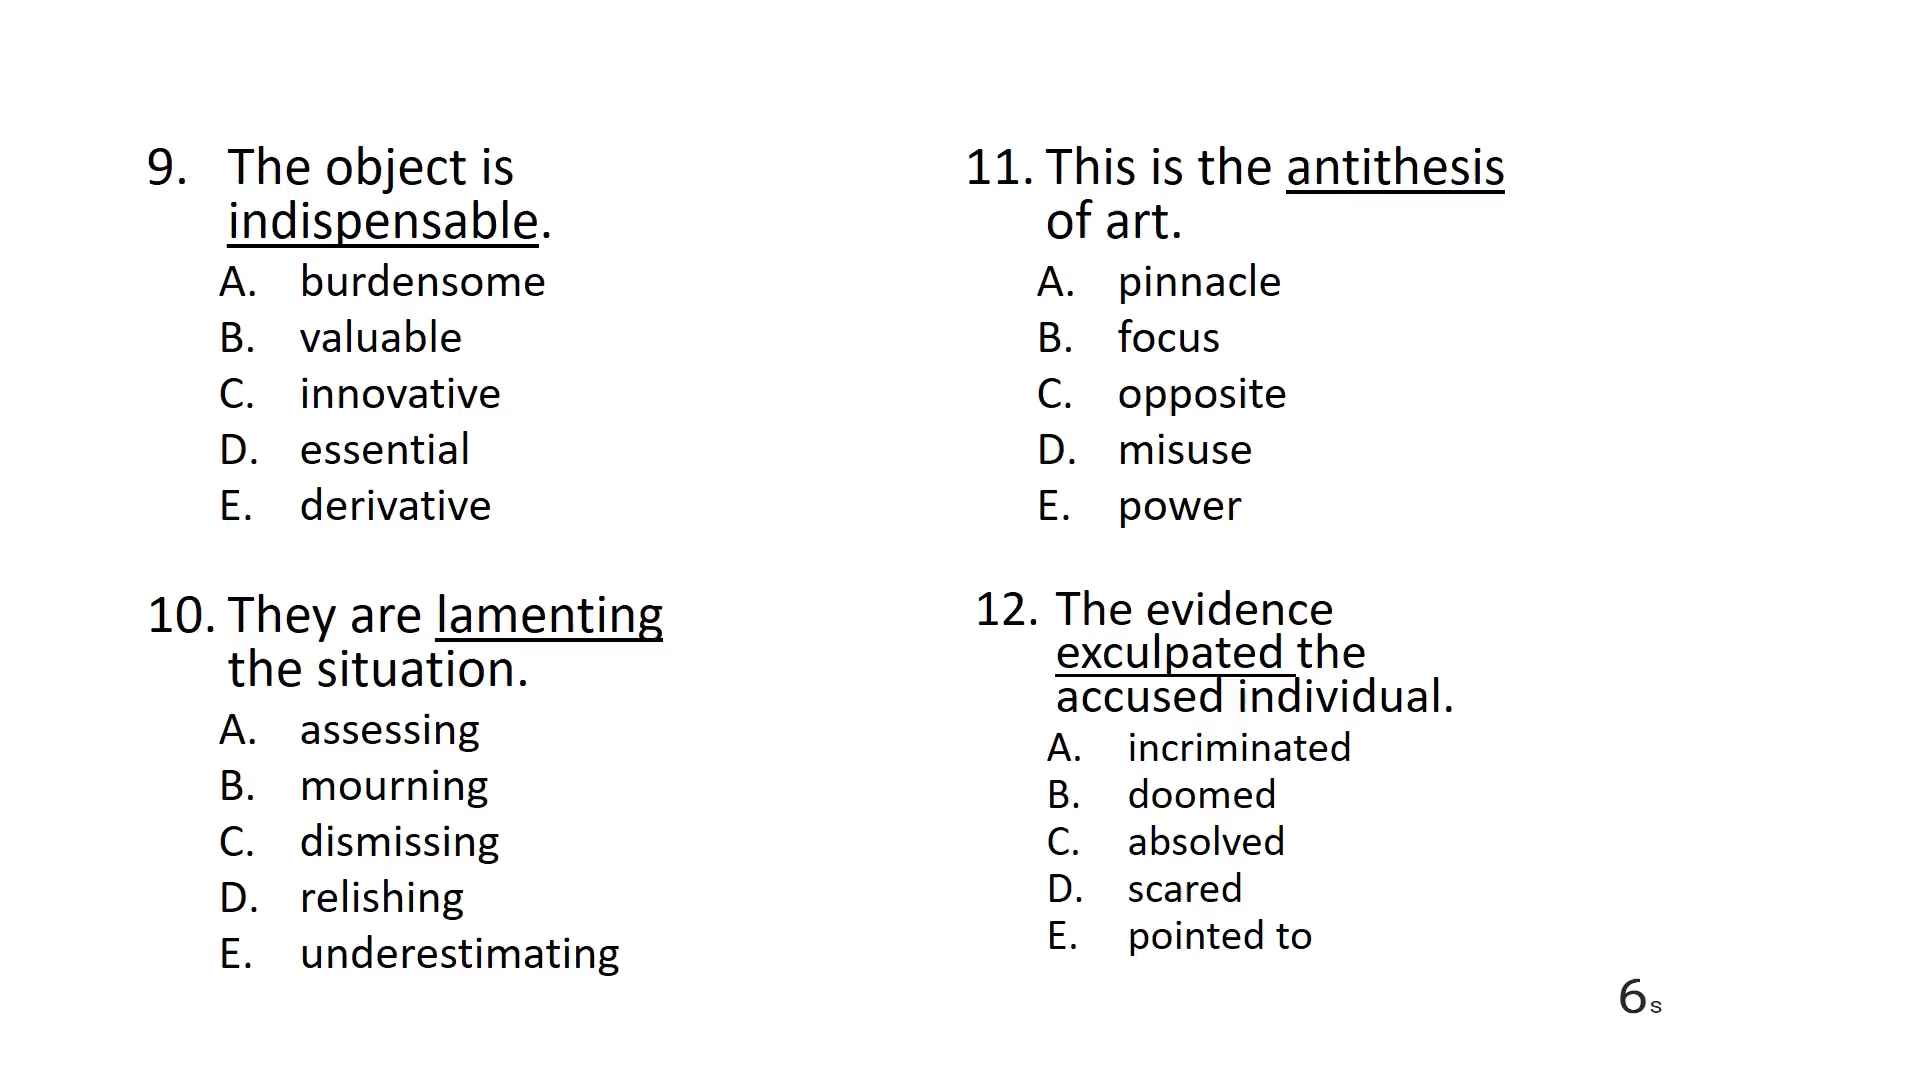 9. The object is
indispensable.
A. burdensome
B. valuable
C. innovative
D. essential
E. derivative
10. They are lamenting
the situation.
A. assessing
B. mourning
C. dismissing
D. relishing
E. underestimating
11. This is the antithesis
of art.
A. pinnacle
B. focus
C. opposite
D. misuse
E. power
12. The evidence
exculpated the
accused individual.
A. incriminated
B. doomed
C. absolved
D. scared
E. pointed to
6s